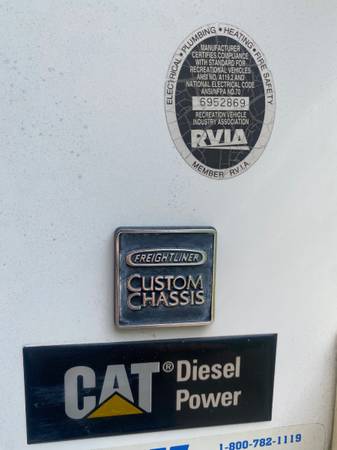 ELECTRICAL • PLUMBING • HEATING • FIRE SAFETY
MANUFACTURER
CERTIFIES COMPLIANCE
WITH STANDARD FOR
RECREATIONAL VEHICLES
ANSI NO. A119.2 AND
NATIONAL ELECTRICAL CODE
ANSI/NFPA NO.70
6952869
RECREATION VEHICLE
INDUSTRY ASSOCIATION
RVIA
MEMBER R.V.I.A.
FREIGHTLINER
CUSTOM
CHASSIS
CAT® Diesel
Power
1-800-782-1119